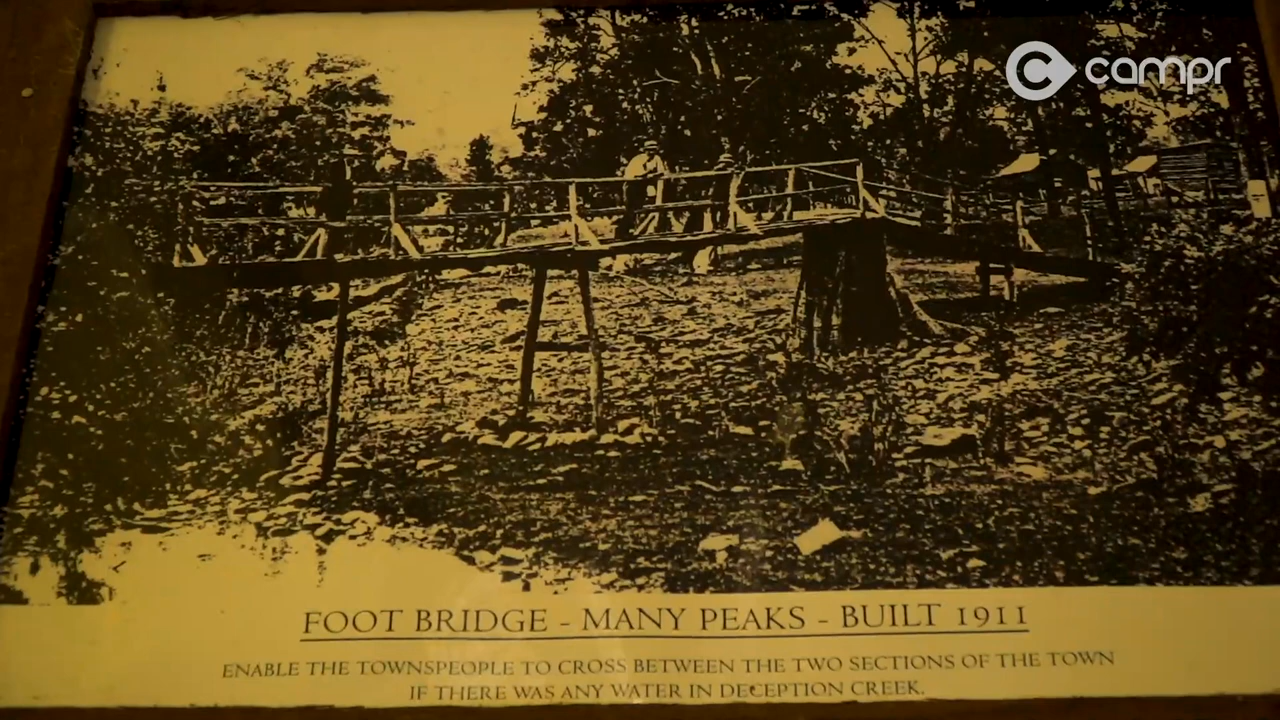 campr
FOOT BRIDGE - MANY PEAKS - BUILT 1911
ENABLE THE TOWNSPEOPLE TO CROSS BETWEEN THE TWO SECTIONS OF THE TOWN
IF THERE WAS ANY WATER IN DECEPTION CREEK.